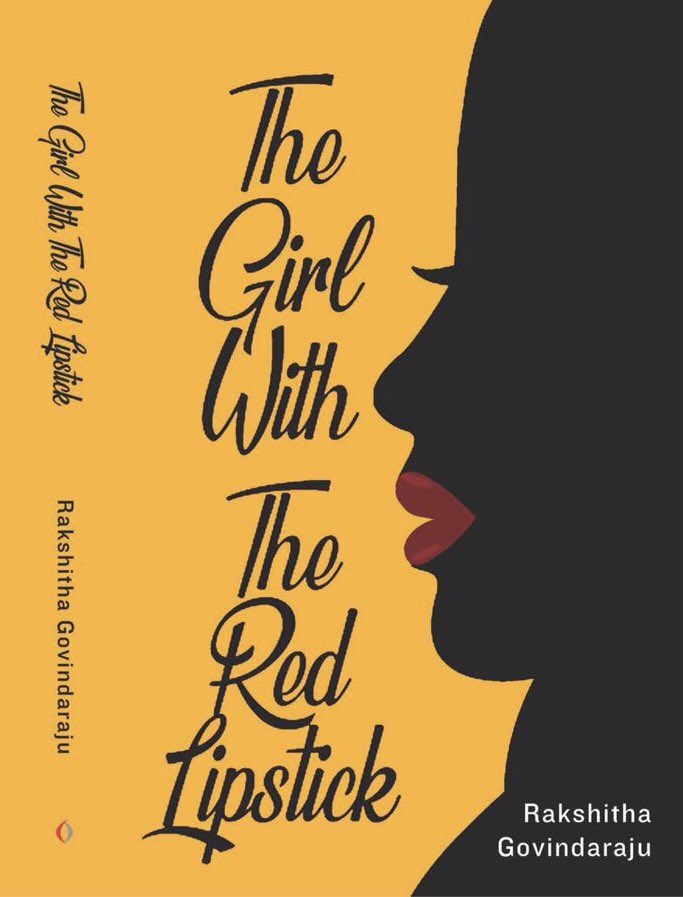 The Girl With The Red Lipstick
Rakshitha Govindaraju
The
Girl
With
The
Red
Lipstick
Rakshitha
Govindaraju